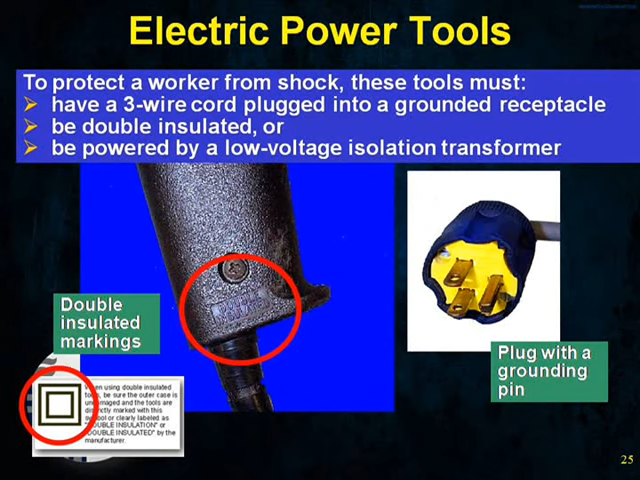 Electric Power Tools
To protect a worker from shock, these tools must:
have a 3-wire cord plugged into a grounded receptacle
be double insulated, or
be powered by a low-voltage isolation transformer
Double
insulated
markings
Plug with a
grounding
pin
When using double insulated
tools, be sure the outer case is
undamaged and the tools are
distinctly marked with this
symbol or clearly labeled as
"DOUBLE INSULATION" or
"DOUBLE INSULATED" by the
manufacturer.
25